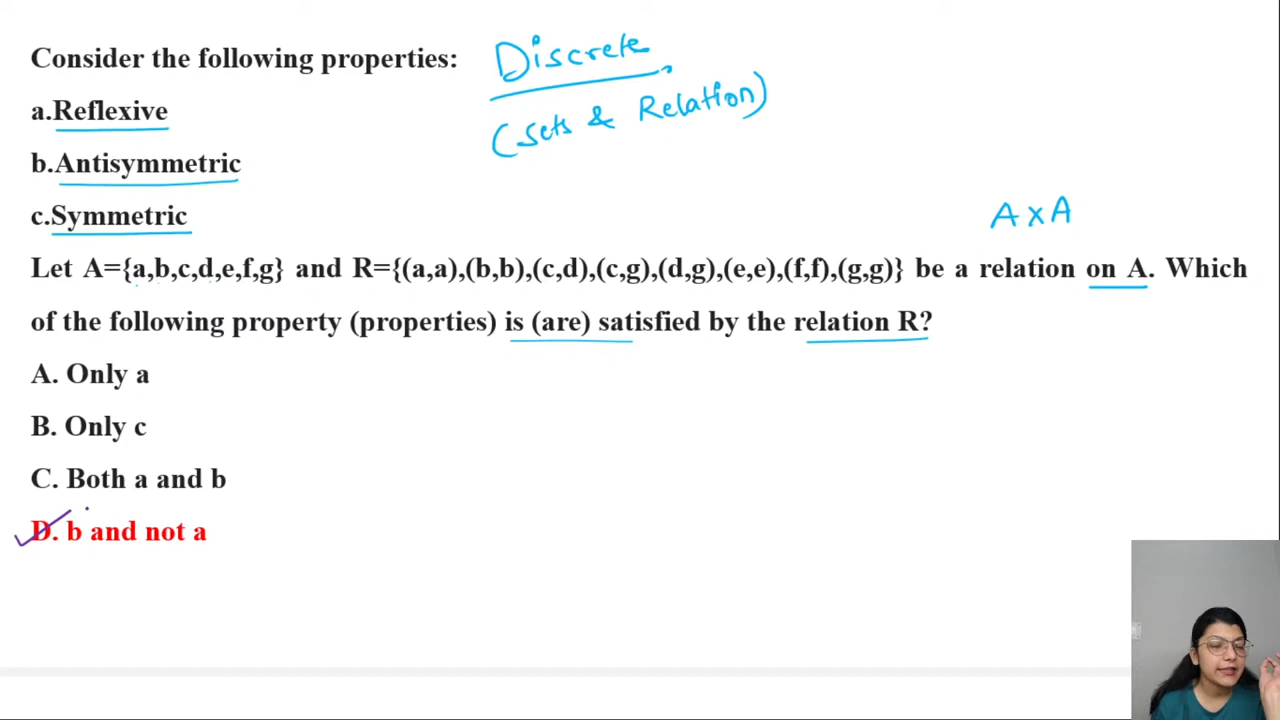 Consider the following properties:
Discrete
a.Reflexive
(Sets & Relation)
b.Antisymmetric
c.Symmetric
A x A
Let A={a,b,c,d,e,f,g} and R={(a,a),(b,b),(c,d),(c,g),(d,g),(e,e),(f,f),(g,g)} be a relation on A. Which
of the following property (properties) is (are) satisfied by the relation R?
A. Only a
B. Only c
C. Both a and b
D. b and not a